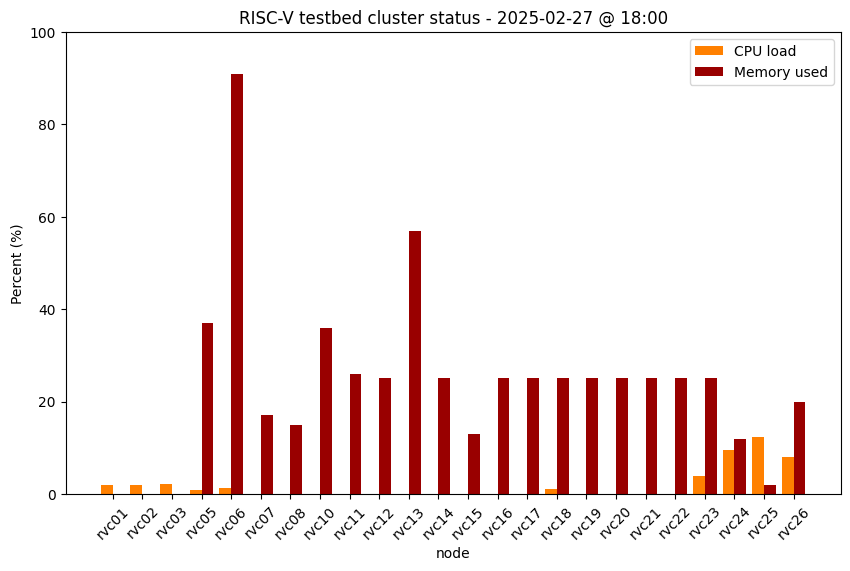 RISC-V testbed cluster status - 2025-02-27 @ 18:00
CPU load
Memory used
Percent (%)
100
80
60
40
20
0
rvc01 rvc02 rvc03 rvc05 rvc06 rvc07 rvc08 rvc10 rvc11 rvc12 rvc13 rvc14 rvc15 rvc16 rvc17 rvc18 rvc19 rvc20 rvc21 rvc22 rvc23 rvc24 rvc25 rvc26
node